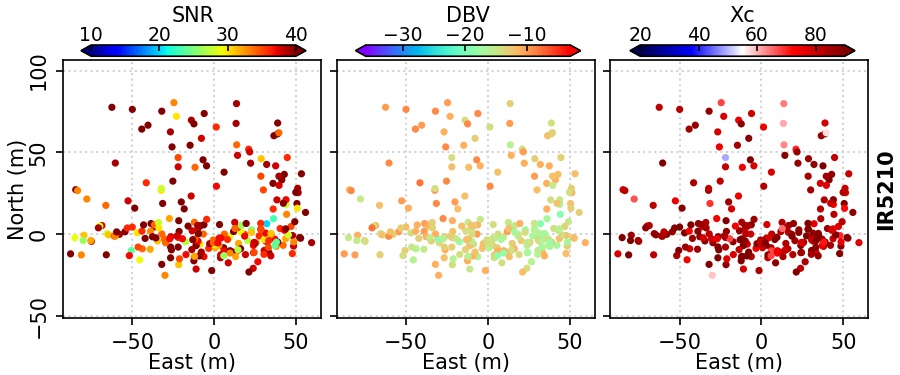 SNR DBV Xc
10 20 30 40 −30 −20 −10 20 40 60 80
100
50
0
−50
North (m)
−50 0 50 −50 0 50 −50 0 50
East (m) East (m) East (m)
IR5210